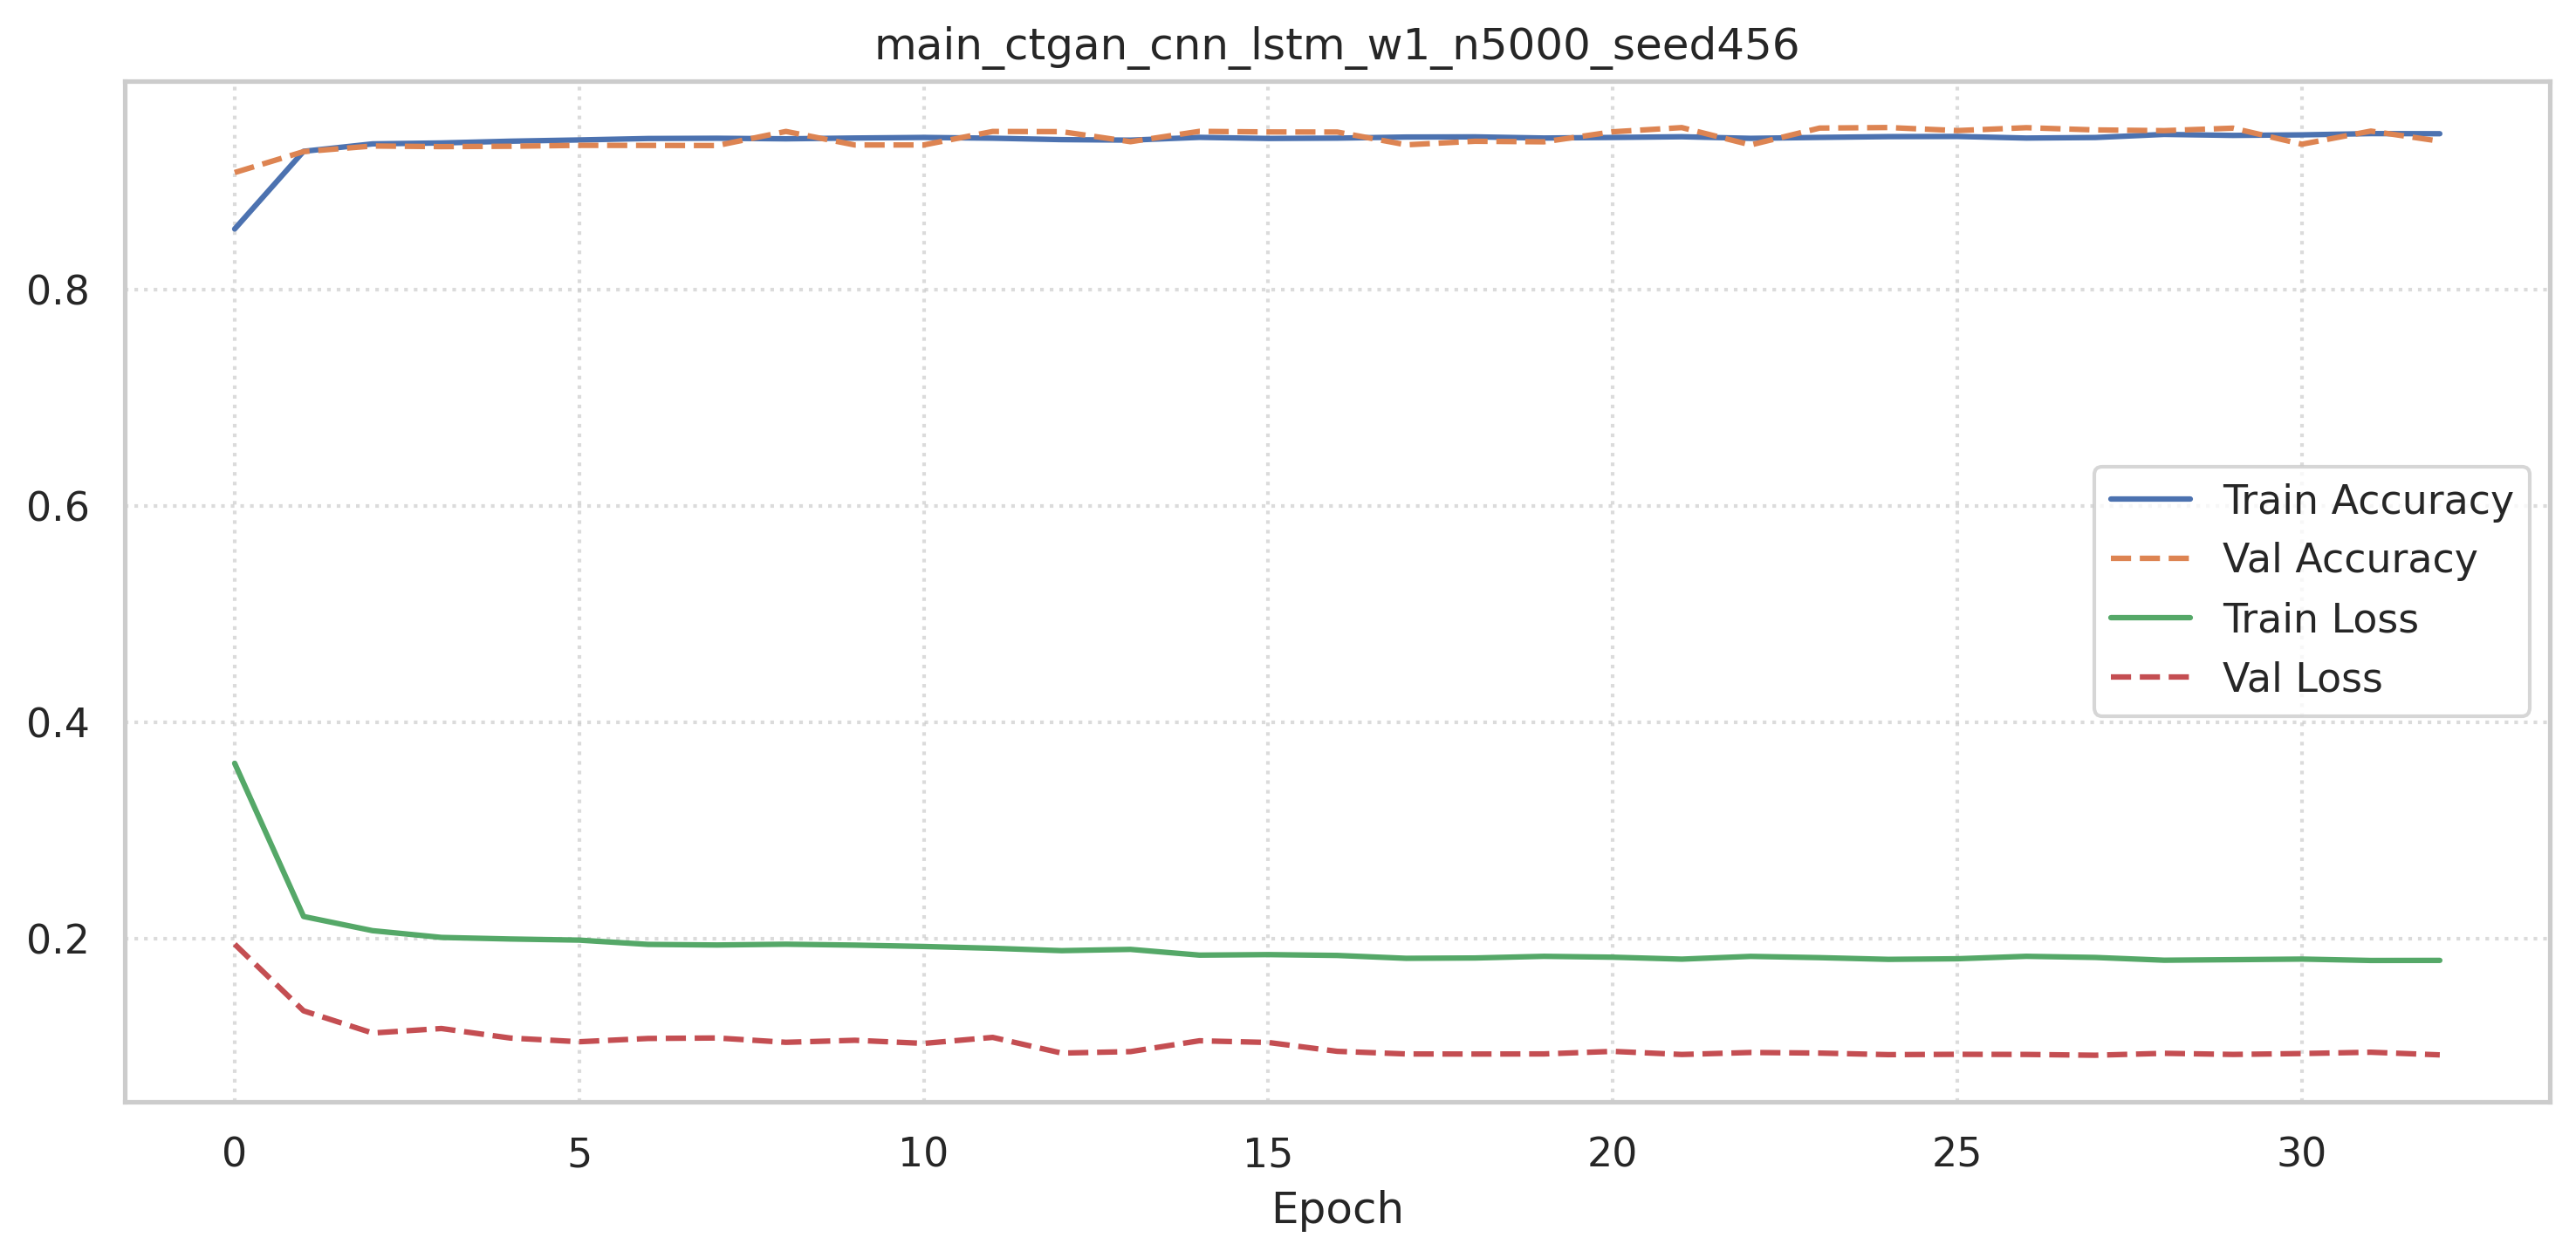 main_ctgan_cnn_lstm_w1_n5000_seed456
0.8
0.6
0.4
0.2
Train Accuracy
Val Accuracy
Train Loss
Val Loss
0 5 10 15 20 25 30
Epoch